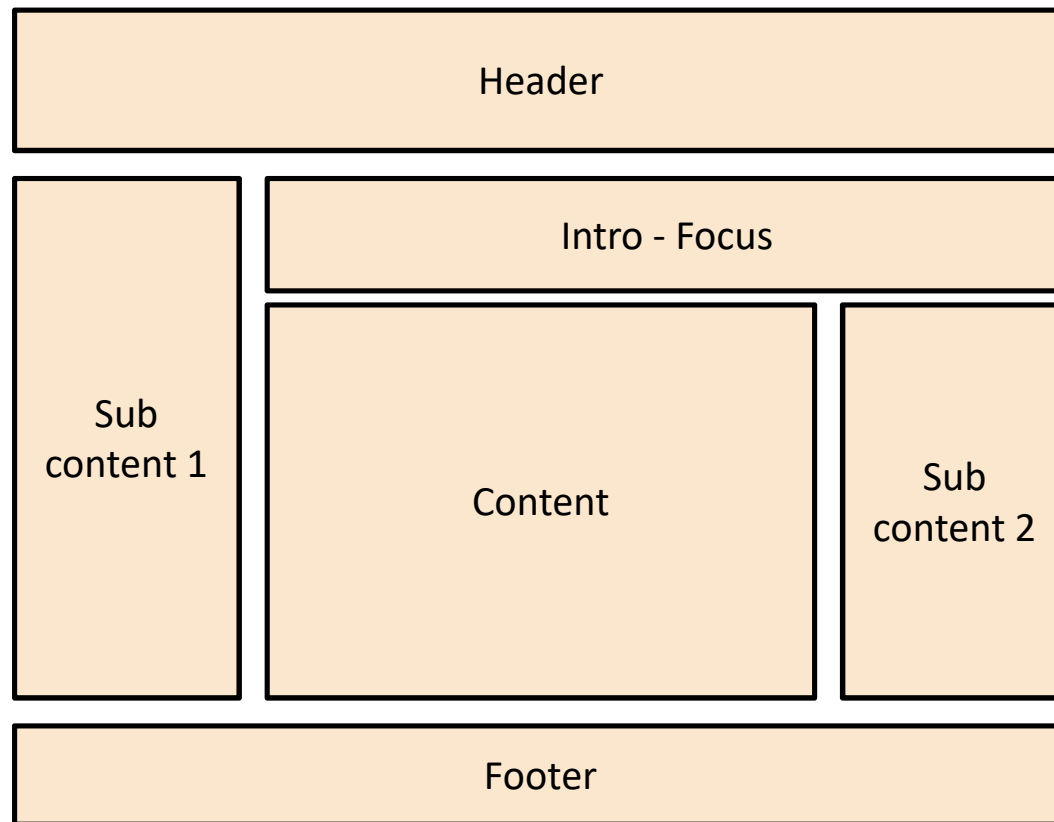 Header
Intro - Focus
Sub
content 1
Content
Sub
content 2
Footer